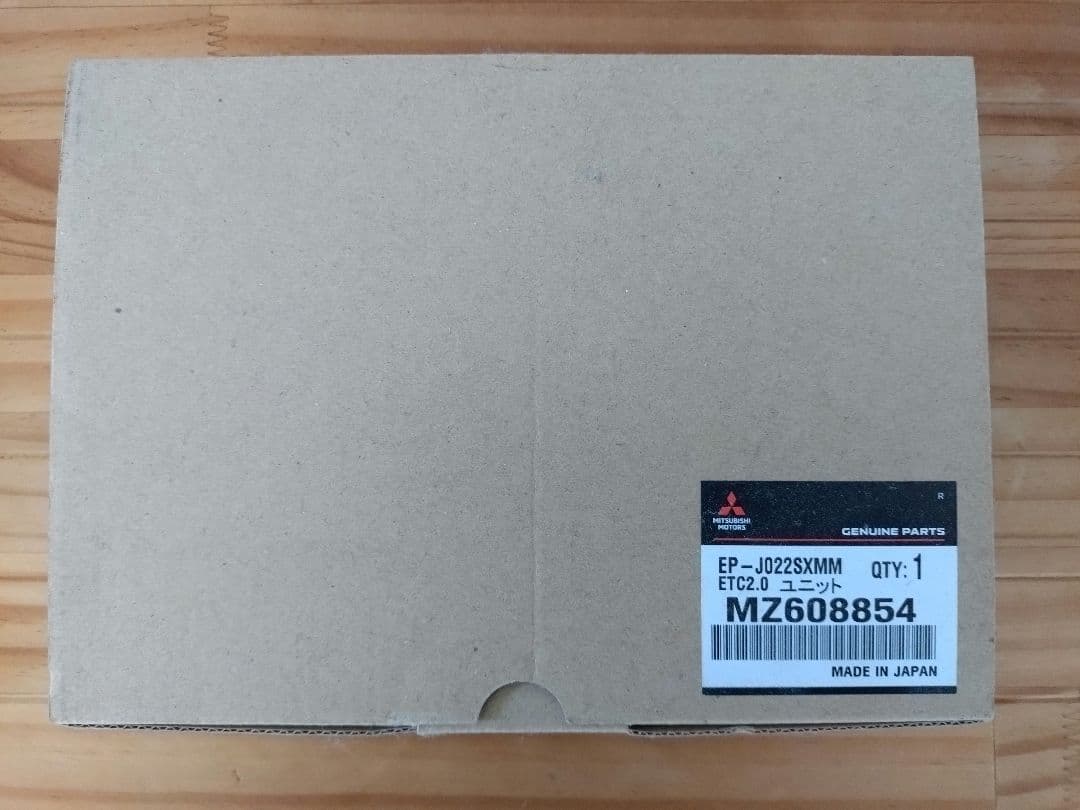 MITSUBISHI
MOTORS
R
GENUINE PARTS
EP-J022SXMM QTY:1
ETC2.0 ユニット
MZ608854
MADE IN JAPAN